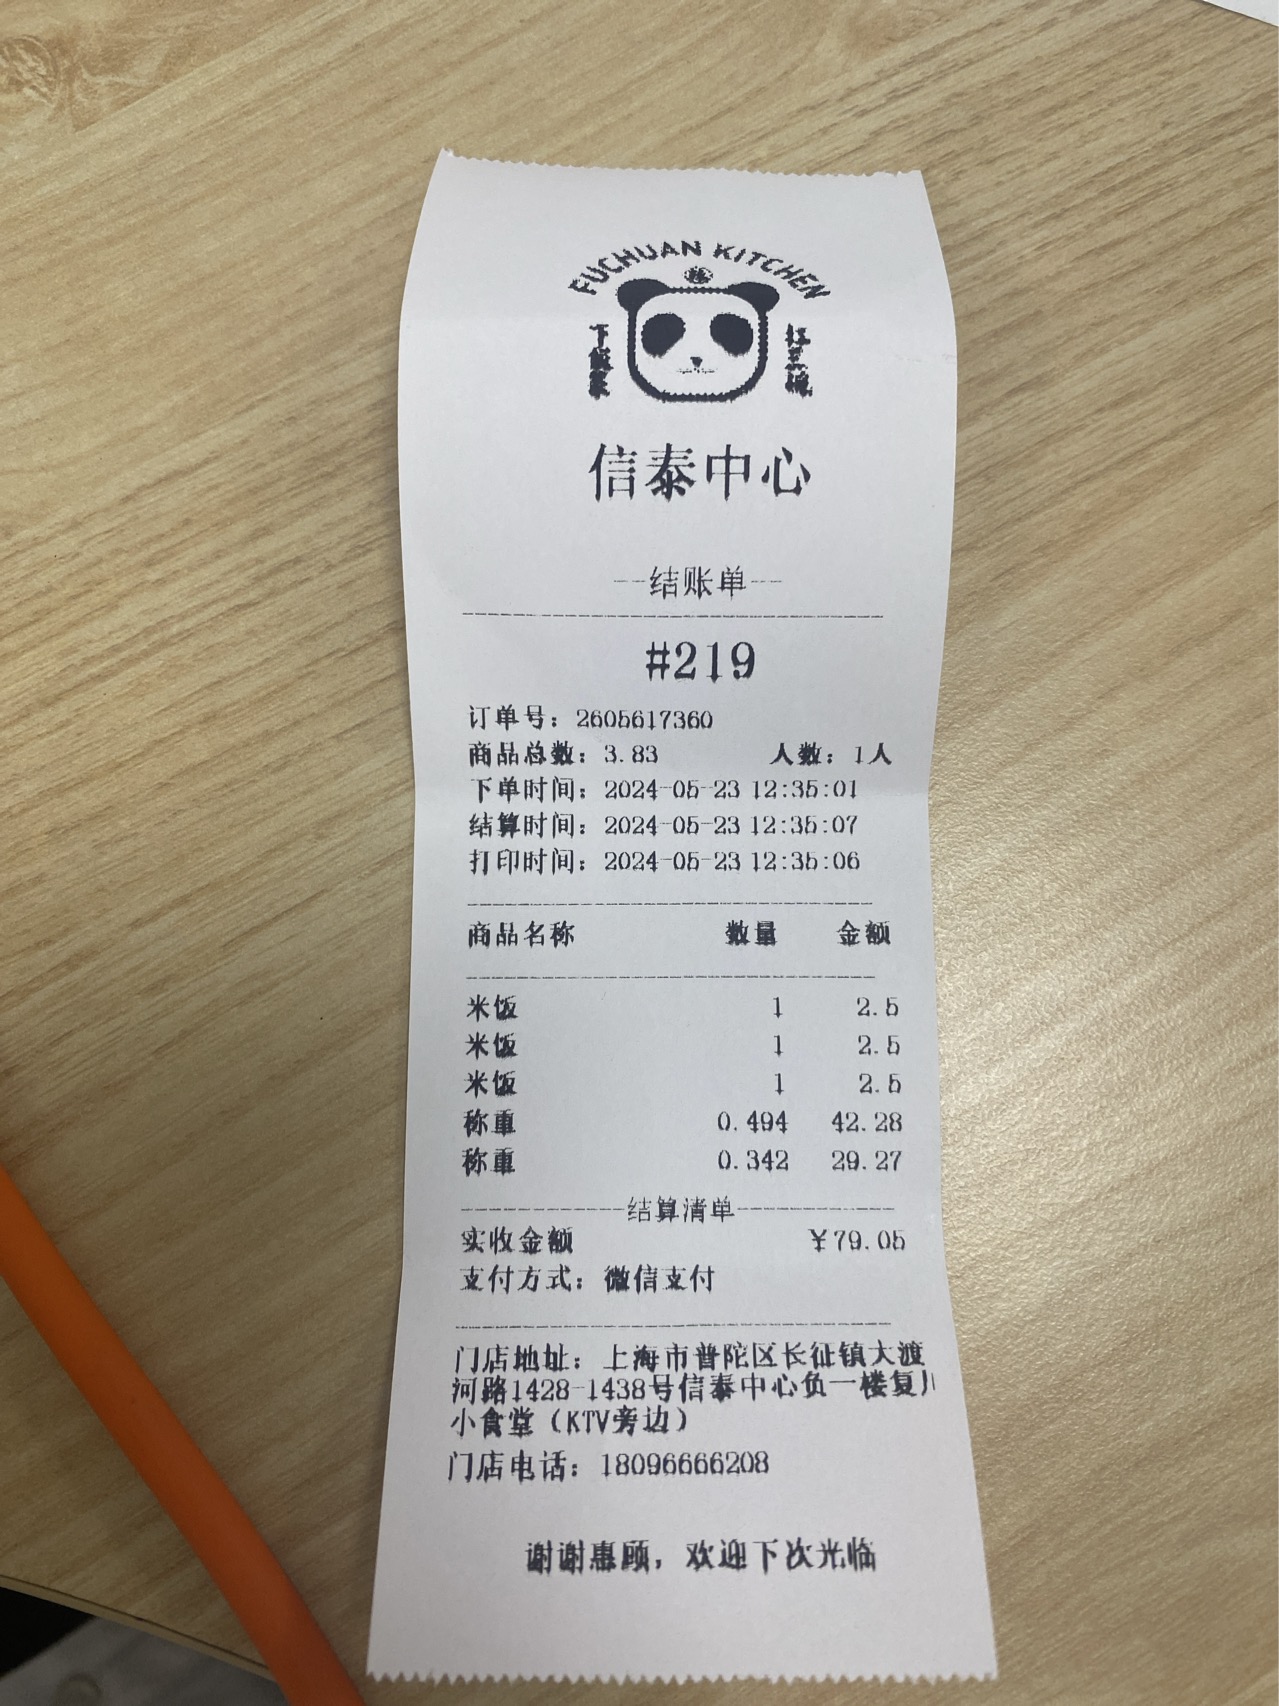 FUCHUAN KITCHEN
信泰中心
--结账单--
#219
订单号：2605617360
商品总数：3.83 人数：1人
下单时间：2024-05-23 12:35:01
结算时间：2024-05-23 12:35:07
打印时间：2024-05-23 12:35:06
商品名称 数量 金额
米饭 1 2.5
米饭 1 2.5
米饭 1 2.5
称重 0.494 42.28
称重 0.342 29.27
结算清单
实收金额 ￥79.05
支付方式：微信支付
门店地址：上海市普陀区长征镇大渡
河路1428-1438号信泰中心负一楼复川
小食堂（KTV旁边）
门店电话：18096666208
谢谢惠顾，欢迎下次光临